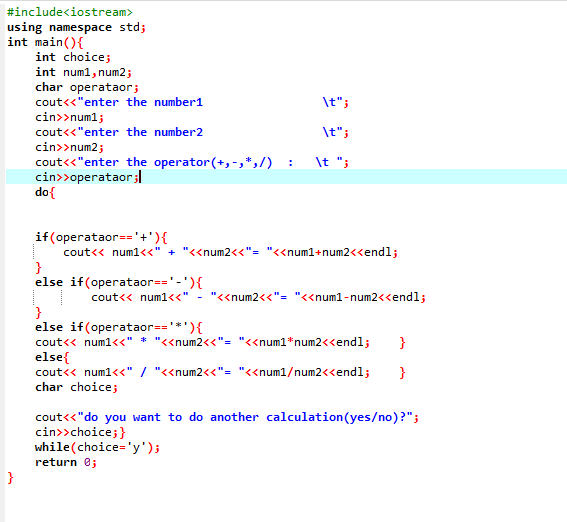 #include<iostream>
using namespace std;
int main(){
    int choice;
    int num1,num2;
    char operataor;
    cout<<"enter the number1                 \t";
    cin>>num1;
    cout<<"enter the number2                 \t";
    cin>>num2;
    cout<<"enter the operator(+,-,*,/)  :   \t ";
    cin>>operataor;
    do{
    if(operataor=='+'){
        cout<< num1<<" + "<<num2<<"= "<<num1+num2<<endl;
    }
    else if(operataor=='-'){
            cout<< num1<<" - "<<num2<<"= "<<num1-num2<<endl;
    }
    else if(operataor=='*'){
    cout<< num1<<" * "<<num2<<"= "<<num1*num2<<endl;    }
    else{
    cout<< num1<<" / "<<num2<<"= "<<num1/num2<<endl;    }
    char choice;
    cout<<"do you want to do another calculation(yes/no)?";
    cin>>choice;}
    while(choice='y');
    return 0;
}